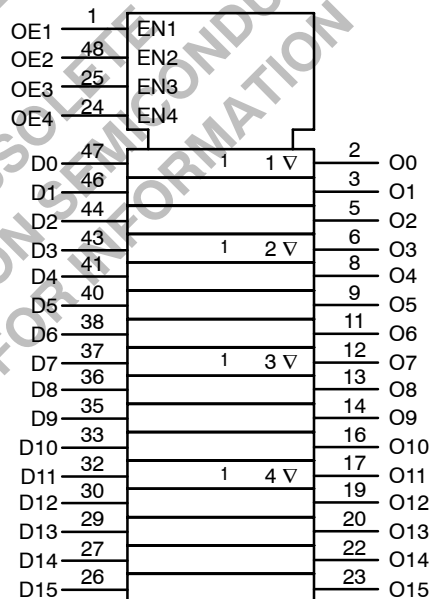 OE1 1 EN1
OE2 48 EN2
OE3 25 EN3
OE4 24 EN4
D0 47 1 1 ∇ 2 O0
D1 46 3 O1
D2 44 5 O2
D3 43 1 2 ∇ 6 O3
D4 41 8 O4
D5 40 9 O5
D6 38 11 O6
D7 37 1 3 ∇ 12 O7
D8 36 13 O8
D9 35 14 O9
D10 33 16 O10
D11 32 1 4 ∇ 17 O11
D12 30 19 O12
D13 29 20 O13
D14 27 22 O14
D15 26 23 O15
FOR INFORMATION